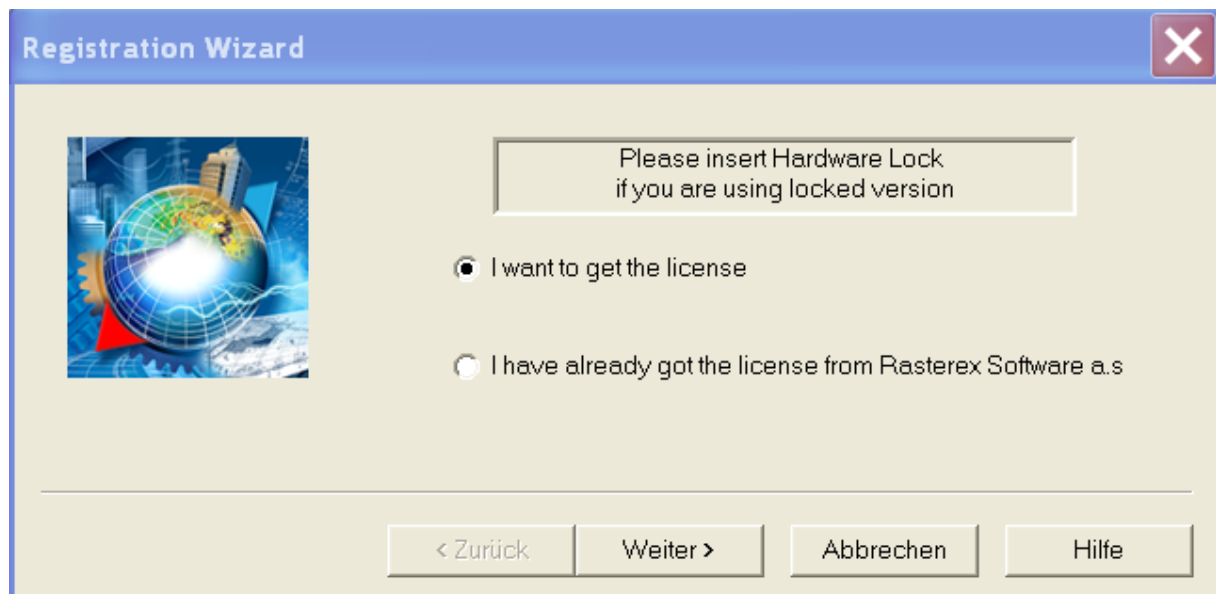 Registration Wizard
Please insert Hardware Lock
if you are using locked version
I want to get the license
I have already got the license from Rasterex Software a.s
< Zurück
Weiter >
Abbrechen
Hilfe